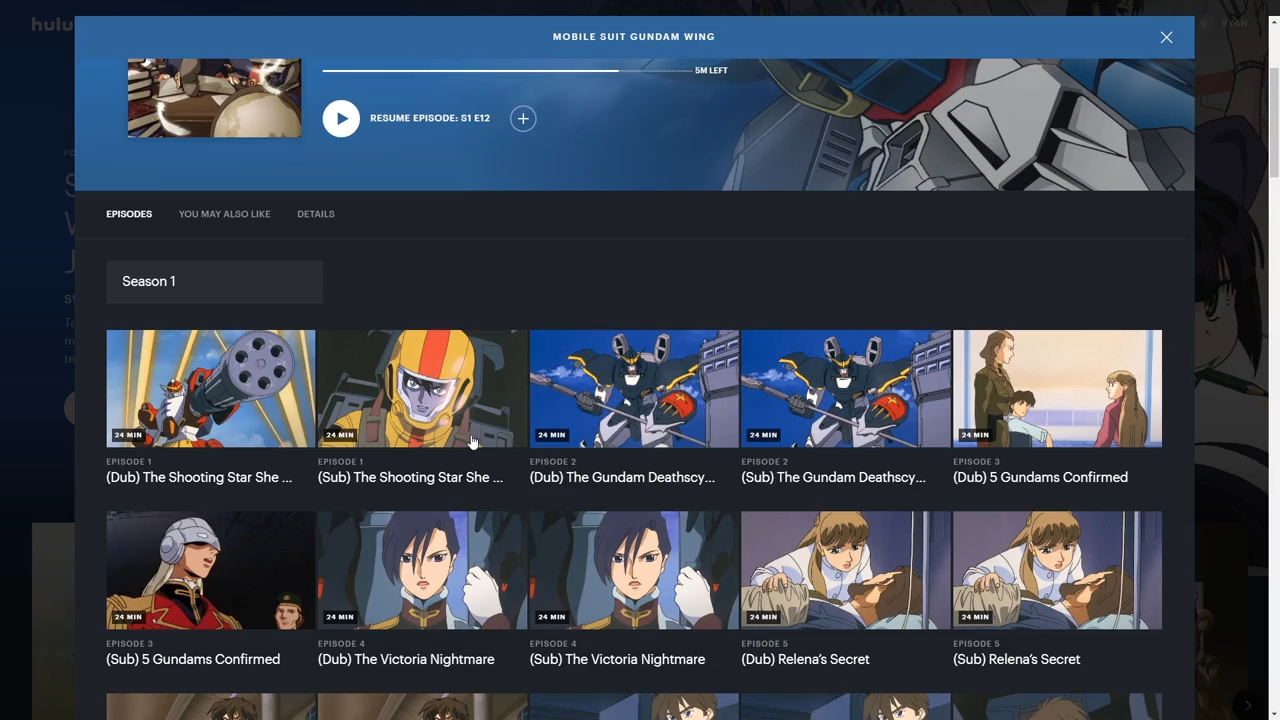 hulu
MOBILE SUIT GUNDAM WING
RYAN
5M LEFT
RESUME EPISODE: S1 E12
EPISODES
YOU MAY ALSO LIKE
DETAILS
Season 1
24 MIN
24 MIN
24 MIN
24 MIN
24 MIN
EPISODE 1
EPISODE 1
EPISODE 2
EPISODE 2
EPISODE 3
(Dub) The Shooting Star She ...
(Sub) The Shooting Star She ...
(Dub) The Gundam Deathscy...
(Sub) The Gundam Deathscy...
(Dub) 5 Gundams Confirmed
24 MIN
24 MIN
24 MIN
24 MIN
24 MIN
EPISODE 3
EPISODE 4
EPISODE 4
EPISODE 5
EPISODE 5
(Sub) 5 Gundams Confirmed
(Dub) The Victoria Nightmare
(Sub) The Victoria Nightmare
(Dub) Relena's Secret
(Sub) Relena's Secret